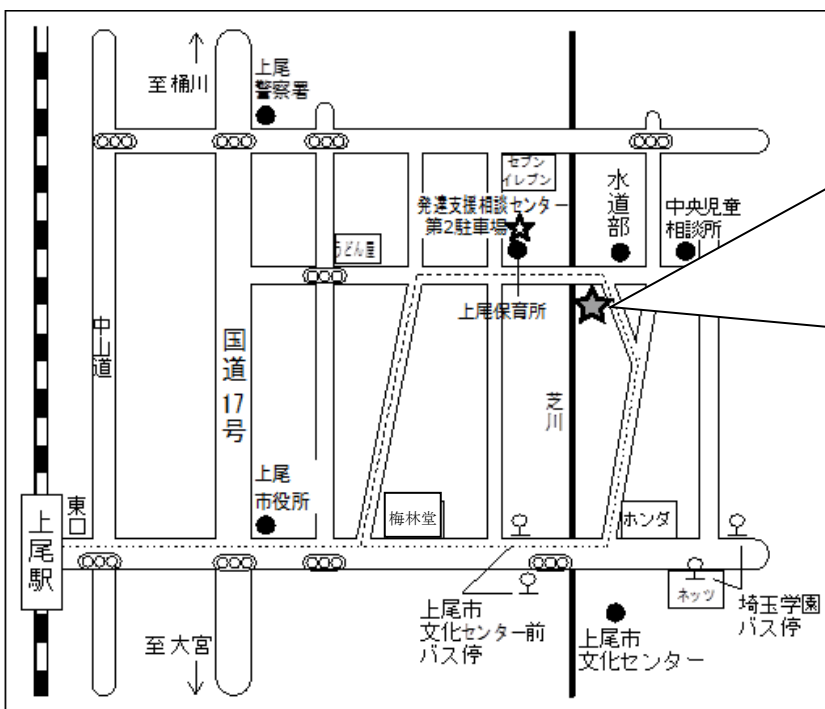 至桶川
上尾
警察署
セブン
イレブン
発達支援相談センター
第2駐車場
水道部
中央児童
相談所
うどん屋
上尾保育所
中山道
国道17号
芝川
上尾
市役所
梅林堂
ホンダ
東口
上尾駅
上尾市
文化センター前
バス停
ネッツ
埼玉学園
バス停
至大宮
上尾市
文化センター